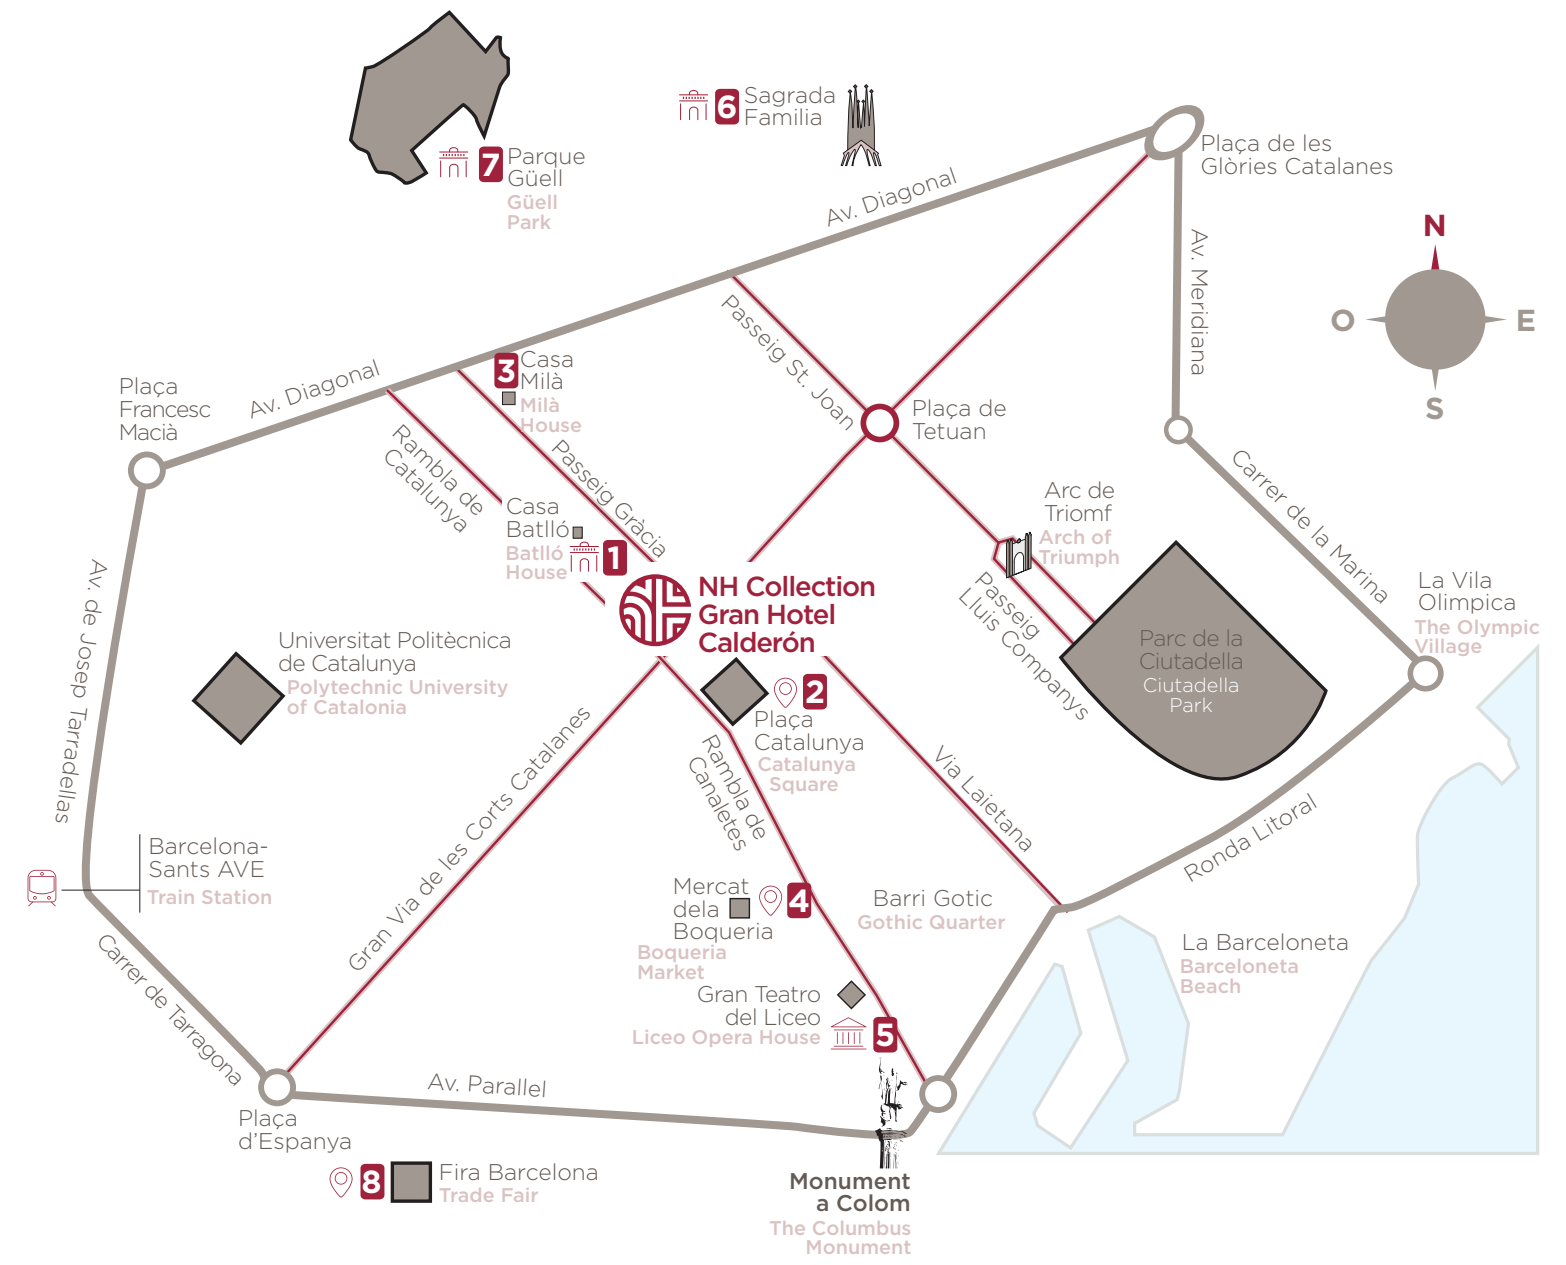 6
Sagrada
Familia
7
Parque
Güell
Güell
Park
Plaça de les
Glòries Catalanes
Av. Diagonal
N
O
E
S
Av. Meridiana
Passeig St. Joan
3
Casa
Milà
Milà
House
Av. Diagonal
Plaça
Francesc
Macià
Plaça de
Tetuan
Rambla de
Catalunya
Passeig Gràcia
Carrer de la Marina
Arc de
Triomf
Arch of
Triumph
Casa
Batlló
Batlló
House
1
NH Collection
Gran Hotel
Calderón
Passeig
Lluis Companys
La Vila
Olimpica
The Olympic
Village
Av. de Josep Tarradellas
Universitat Politècnica
de Catalunya
Polytechnic University
of Catalonia
Parc de la
Ciutadella
Ciutadella
Park
2
Plaça
Catalunya
Catalunya
Square
Rambla de
Canaletes
Gran Via de les Corts Catalanes
Via Laietana
Ronda Litoral
Barcelona-
Sants AVE
Train Station
Mercat
dela
Boqueria
Boqueria
Market
4
Barri Gotic
Gothic Quarter
La Barceloneta
Barceloneta
Beach
Carrer de Tarragona
Gran Teatro
del Liceo
Liceo Opera House
5
Av. Parallel
Plaça
d'Espanya
8
Fira Barcelona
Trade Fair
Monument
a Colom
The Columbus
Monument